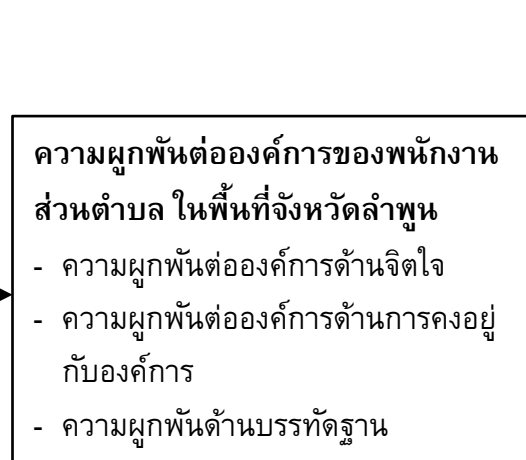 ความผูกพันต่อองค์การของพนักงาน
ส่วนตำบล ในพื้นที่จังหวัดลำพูน
- ความผูกพันต่อองค์การด้านจิตใจ
- ความผูกพันต่อองค์การด้านการคงอยู่
กับองค์การ
- ความผูกพันด้านบรรทัดฐาน